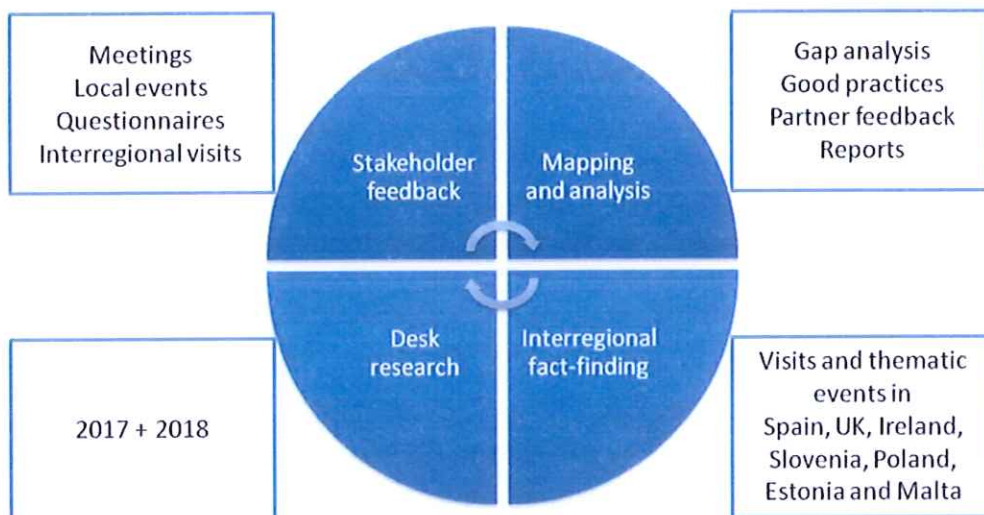 Meetings
Local events
Questionnaires
Interregional visits
Gap analysis
Good practices
Partner feedback
Reports
Stakeholder
feedback
Mapping
and analysis
Desk
research
Interregional
fact-finding
2017 + 2018
Visits and thematic
events in
Spain, UK, Ireland,
Slovenia, Poland,
Estonia and Malta